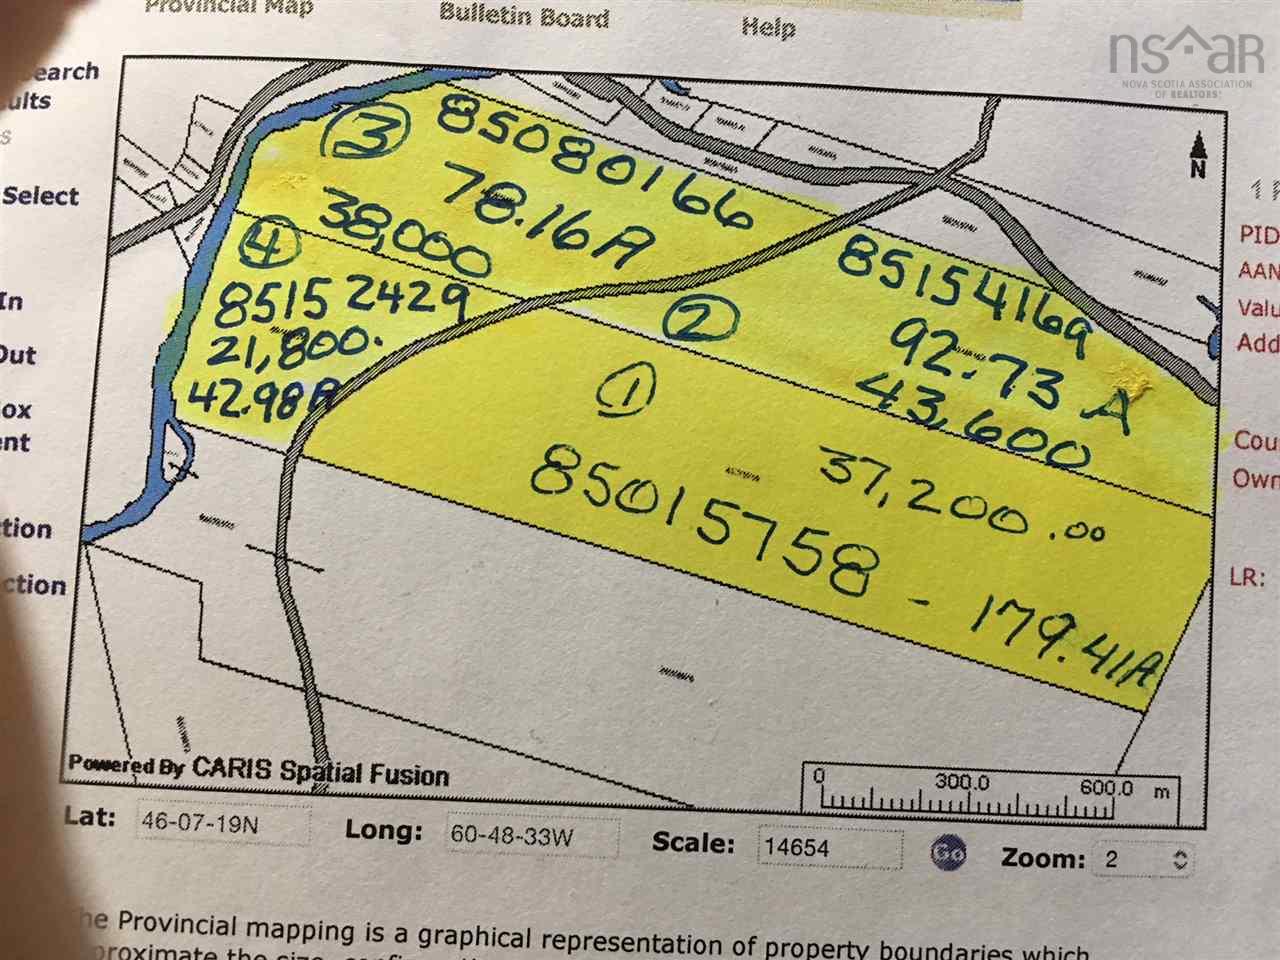 Provincial Map
Bulletin Board
Help
nsar
NOVA SCOTIA ASSOCIATION
OF REALTORS®
earch
ults
s
Select
In
Out
ox
ent
ction
ction
N
3
85080166
78.16A
38,000
4
85152429
21,800.
42.98A
2
85154169
92.73 A
43,600
1
37,200.00
85015758 - 179.41A
Powered By CARIS Spatial Fusion
0 300.0 600.0 m
PID
AAN
Valu
Add
Cou
Own
LR:
Lat: 46-07-19N Long: 60-48-33W Scale: 14654 Go Zoom: 2
he Provincial mapping is a graphical representation of property boundaries which
proximate the size,